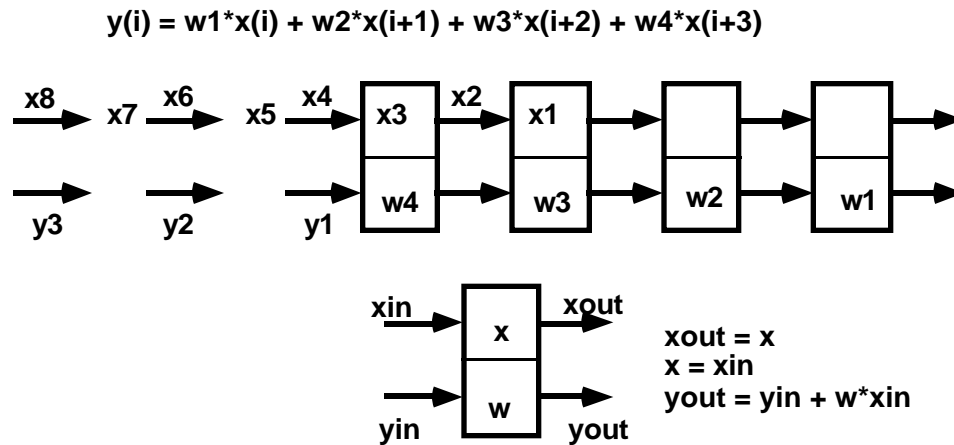 y(i) = w1*x(i) + w2*x(i+1) + w3*x(i+2) + w4*x(i+3)
x8 x7 x6 x5 x4 x3 x2 x1
w4 w3 w2 w1
y3 y2 y1
xin x xout
xout = x
x = xin
yout = yin + w*xin
w
yin yout